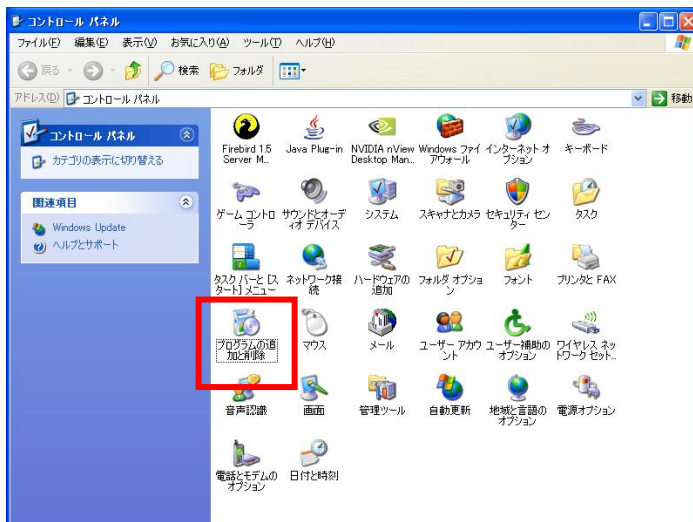 コントロール パネル
ファイル(F) 編集(E) 表示(V) お気に入り(A) ツール(T) ヘルプ(H)
戻る 検索 フォルダ
アドレス(D) コントロール パネル 移動
コントロール パネル
カテゴリの表示に切り替える
関連項目
Windows Update
ヘルプとサポート
Firebird 1.5
Server M...
Java Plug-in
NVIDIA nView
Desktop Man...
Windows ファイ
アウォール
インターネット オ
プション
キーボード
ゲーム コントロ
ーラ
サウンドとオーデ
ィオ デバイス
システム
スキャナとカメラ
セキュリティ セン
ター
タスク
タスク バーと [ス
タート] メニュー
ネットワーク接
続
ハードウェアの
追加
フォルダ オプショ
ン
フォント
プリンタと FAX
プログラムの追
加と削除
マウス
メール
ユーザー アカウ
ント
ユーザー補助の
オプション
ワイヤレス ネッ
トワーク セット...
音声認識
画面
管理ツール
自動更新
地域と言語の
オプション
電源オプション
電話とモデムの
オプション
日付と時刻